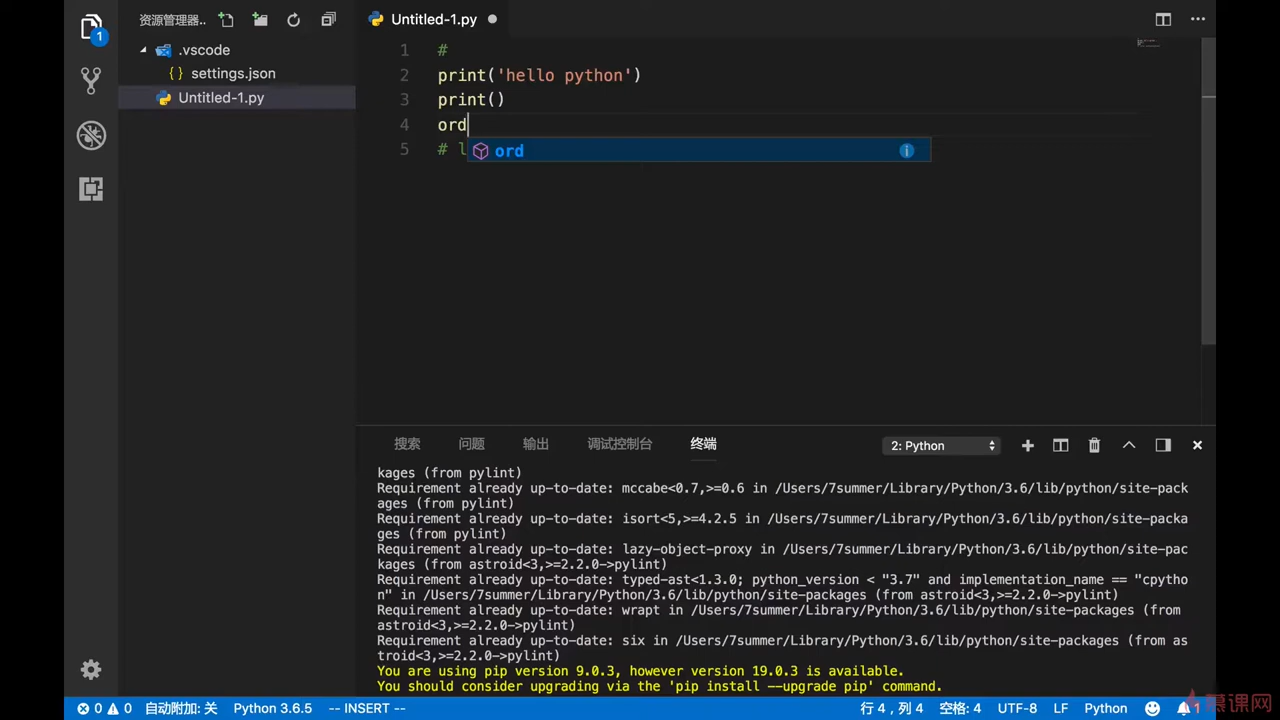 资源管理器..
Untitled-1.py
1
.vscode
settings.json
Untitled-1.py
1 #
2 print('hello python')
3 print()
4 ord
ord
5 # l
搜索 问题 输出 调试控制台 终端 2: Python
kages (from pylint)
Requirement already up-to-date: mccabe<0.7,>=0.6 in /Users/7summer/Library/Python/3.6/lib/python/site-pack
ages (from pylint)
Requirement already up-to-date: isort<5,>=4.2.5 in /Users/7summer/Library/Python/3.6/lib/python/site-packa
ges (from pylint)
Requirement already up-to-date: lazy-object-proxy in /Users/7summer/Library/Python/3.6/lib/python/site-pac
kages (from astroid<3,>=2.2.0->pylint)
Requirement already up-to-date: typed-ast<1.3.0; python_version < "3.7" and implementation_name == "cpytho
n" in /Users/7summer/Library/Python/3.6/lib/python/site-packages (from astroid<3,>=2.2.0->pylint)
Requirement already up-to-date: wrapt in /Users/7summer/Library/Python/3.6/lib/python/site-packages (from
astroid<3,>=2.2.0->pylint)
Requirement already up-to-date: six in /Users/7summer/Library/Python/3.6/lib/python/site-packages (from as
troid<3,>=2.2.0->pylint)
You are using pip version 9.0.3, however version 19.0.3 is available.
You should consider upgrading via the 'pip install --upgrade pip' command.
0 0 自动附加: 关 Python 3.6.5 -- INSERT -- 行 4，列 4 空格: 4 UTF-8 LF Python 1
慕课网